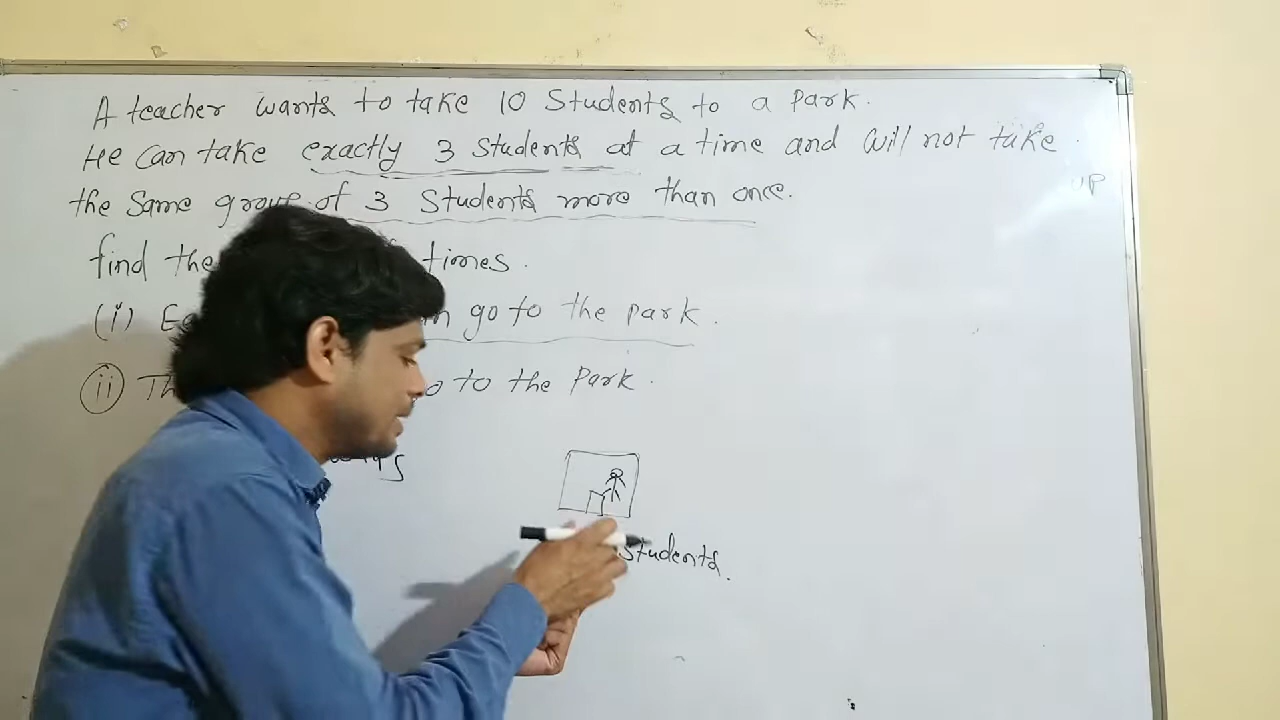 A teacher wants to take 10 Students to a Park.
He Can take exactly 3 Students at a time and will not take
the Same group of 3 Students more than once.
find the times.
(i) go to the park.
(ii) to the Park.
Students.
UP